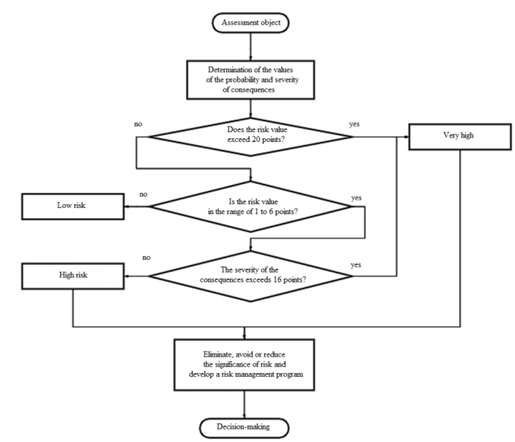 Assessment object
Determination of the values
of the probability and severity
of consequences
no
yes
Does the risk value
exceed 20 points?
Very high
no
yes
Is the risk value
in the range of 1 to 6 points?
Low risk
no
yes
The severity of the
consequences exceeds 16 points?
High risk
Eliminate, avoid or reduce
the significance of risk and
develop a risk management program
Decision-making